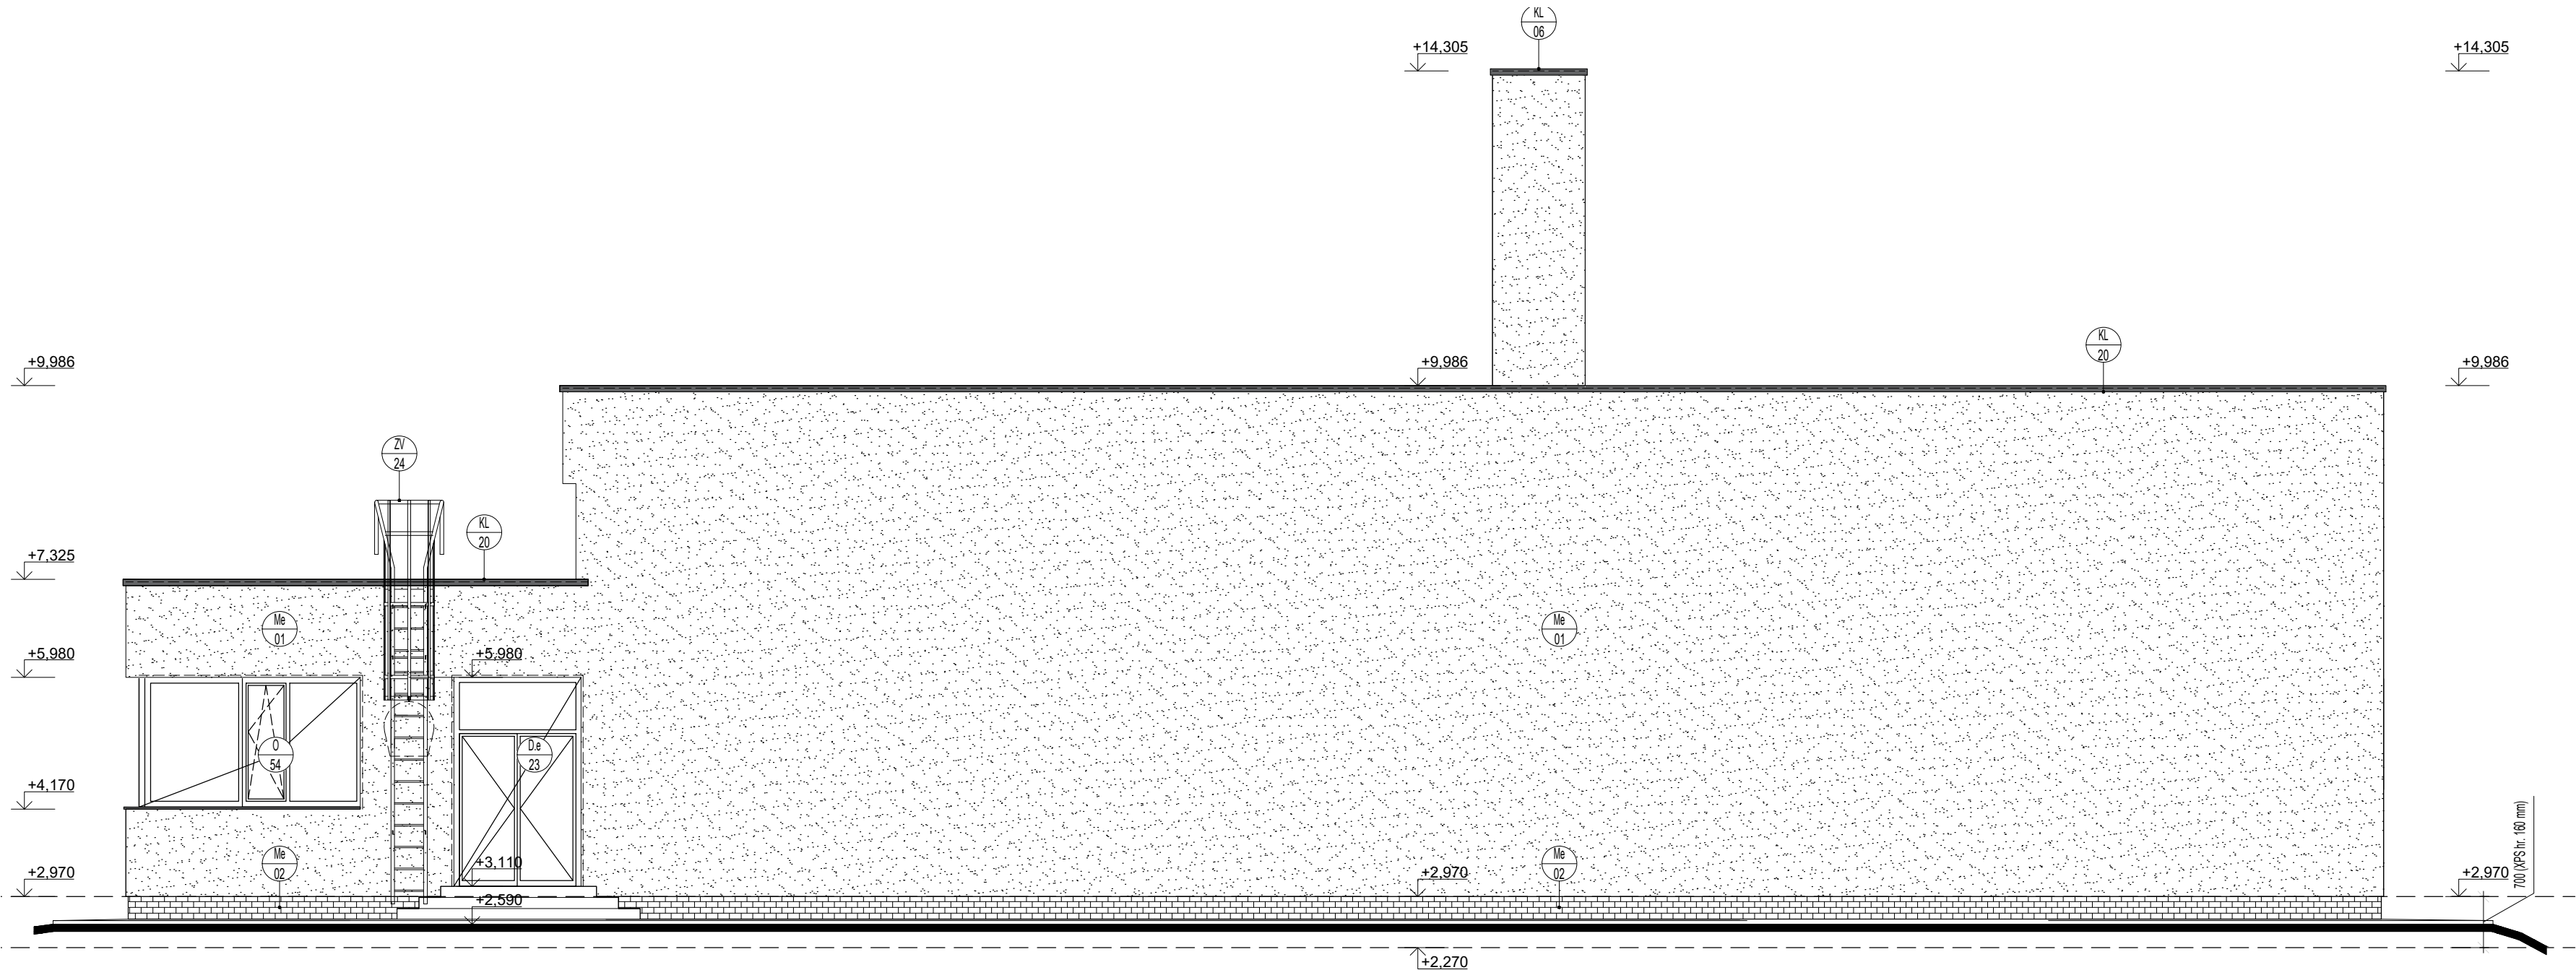 KL
06
+14,305
+14,305
KL
20
+9,986
+9,986
+9,986
ZV
24
KL
20
+7,325
Me
01
Me
01
+5,980
+5,980
O
54
D.e
23
+4,170
700 (XPS hr. 160 mm)
Me
02
+3,110
Me
02
+2,970
+2,970
+2,970
+2,590
+2,270